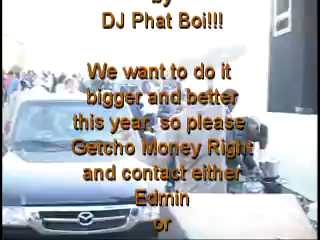 by
DJ Phat Boi!!!
We want to do it
bigger and better
this year, so please
Getcho Money Right
and contact either
Edmin
or